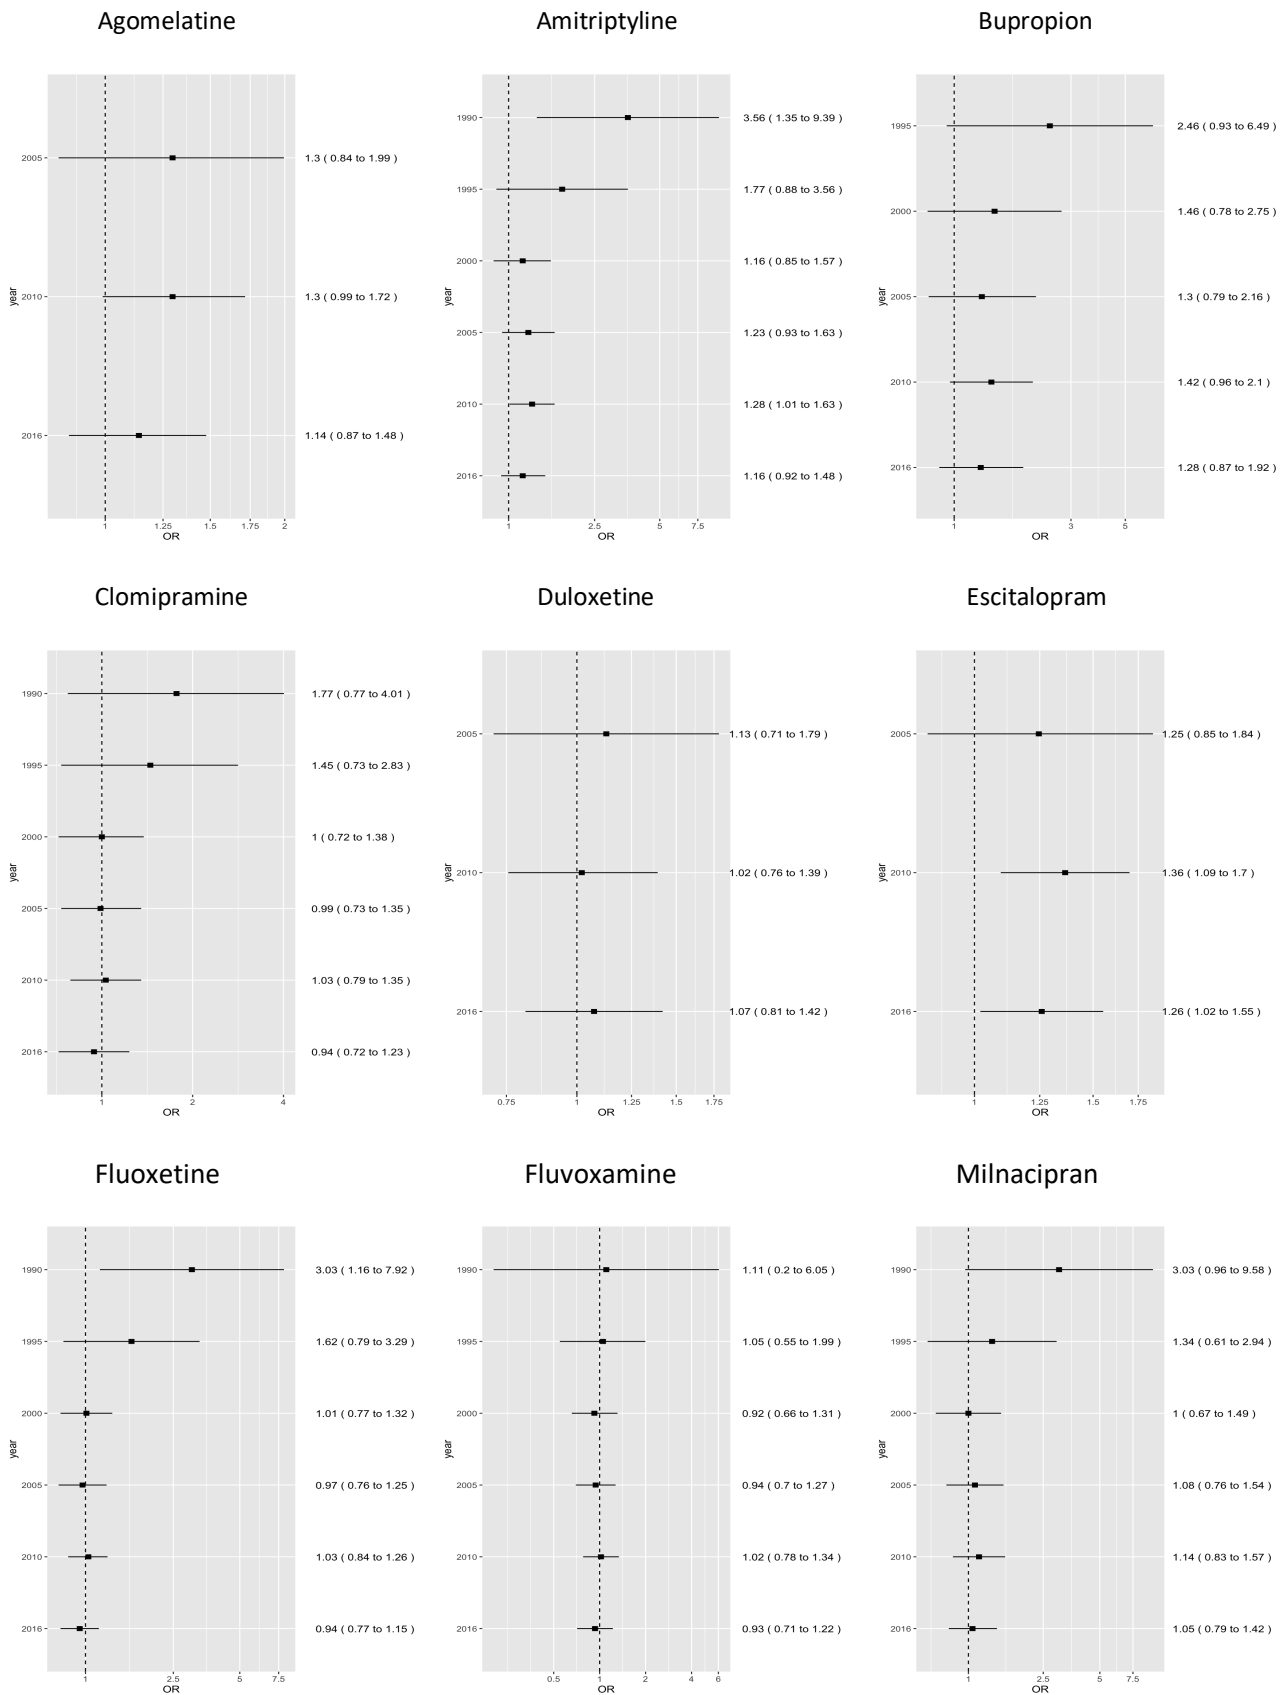 Agomelatine
2005
1.3 ( 0.84 to 1.99 )
2010
1.3 ( 0.99 to 1.72 )
2016
1.14 ( 0.87 to 1.48 )
year
1 1.25 1.5 1.75 2
OR
Amitriptyline
1990
3.56 ( 1.35 to 9.39 )
1995
1.77 ( 0.88 to 3.56 )
2000
1.16 ( 0.85 to 1.57 )
2005
1.23 ( 0.93 to 1.63 )
2010
1.28 ( 1.01 to 1.63 )
2016
1.16 ( 0.92 to 1.48 )
year
1 2.5 5 7.5
OR
Bupropion
1995
2.46 ( 0.93 to 6.49 )
2000
1.46 ( 0.78 to 2.75 )
2005
1.3 ( 0.79 to 2.16 )
2010
1.42 ( 0.96 to 2.1 )
2016
1.28 ( 0.87 to 1.92 )
year
1 3 5
OR
Clomipramine
1990
1.77 ( 0.77 to 4.01 )
1995
1.45 ( 0.73 to 2.83 )
2000
1 ( 0.72 to 1.38 )
2005
0.99 ( 0.73 to 1.35 )
2010
1.03 ( 0.79 to 1.35 )
2016
0.94 ( 0.72 to 1.23 )
year
1 2 4
OR
Duloxetine
2005
1.13 ( 0.71 to 1.79 )
2010
1.02 ( 0.76 to 1.39 )
2016
1.07 ( 0.81 to 1.42 )
year
0.75 1 1.25 1.5 1.75
OR
Escitalopram
2005
1.25 ( 0.85 to 1.84 )
2010
1.36 ( 1.09 to 1.7 )
2016
1.26 ( 1.02 to 1.55 )
year
1 1.25 1.5 1.75
OR
Fluoxetine
1990
3.03 ( 1.16 to 7.92 )
1995
1.62 ( 0.79 to 3.29 )
2000
1.01 ( 0.77 to 1.32 )
2005
0.97 ( 0.76 to 1.25 )
2010
1.03 ( 0.84 to 1.26 )
2016
0.94 ( 0.77 to 1.15 )
year
1 2.5 5 7.5
OR
Fluvoxamine
1990
1.11 ( 0.2 to 6.05 )
1995
1.05 ( 0.55 to 1.99 )
2000
0.92 ( 0.66 to 1.31 )
2005
0.94 ( 0.7 to 1.27 )
2010
1.02 ( 0.78 to 1.34 )
2016
0.93 ( 0.71 to 1.22 )
year
0.5 1 2 4 6
OR
Milnacipran
1990
3.03 ( 0.96 to 9.58 )
1995
1.34 ( 0.61 to 2.94 )
2000
1 ( 0.67 to 1.49 )
2005
1.08 ( 0.76 to 1.54 )
2010
1.14 ( 0.83 to 1.57 )
2016
1.05 ( 0.79 to 1.42 )
year
1 2.5 5 7.5
OR